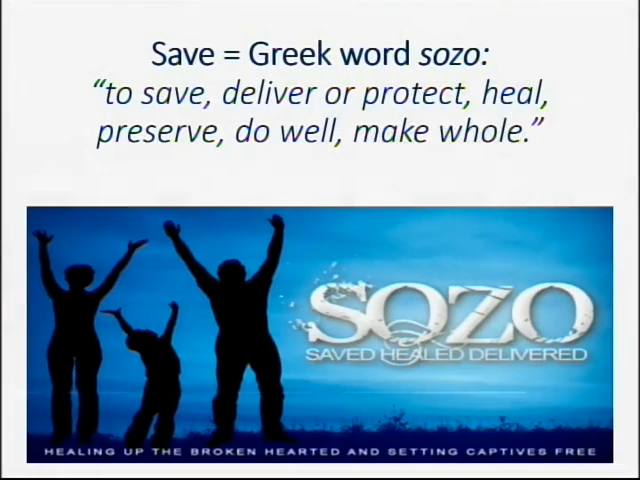 Save = Greek word sozo:
“to save, deliver or protect, heal,
preserve, do well, make whole.”
SOZO
SAVED HEALED DELIVERED
HEALING UP THE BROKEN HEARTED AND SETTING CAPTIVES FREE